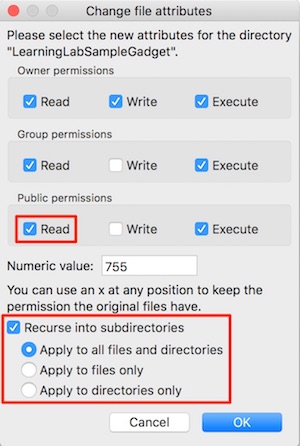 Change file attributes
Please select the new attributes for the directory
"LearningLabSampleGadget".
Owner permissions
Read Write Execute
Group permissions
Read Write Execute
Public permissions
Read Write Execute
Numeric value: 755
You can use an x at any position to keep the
permission the original files have.
Recurse into subdirectories
Apply to all files and directories
Apply to files only
Apply to directories only
Cancel OK